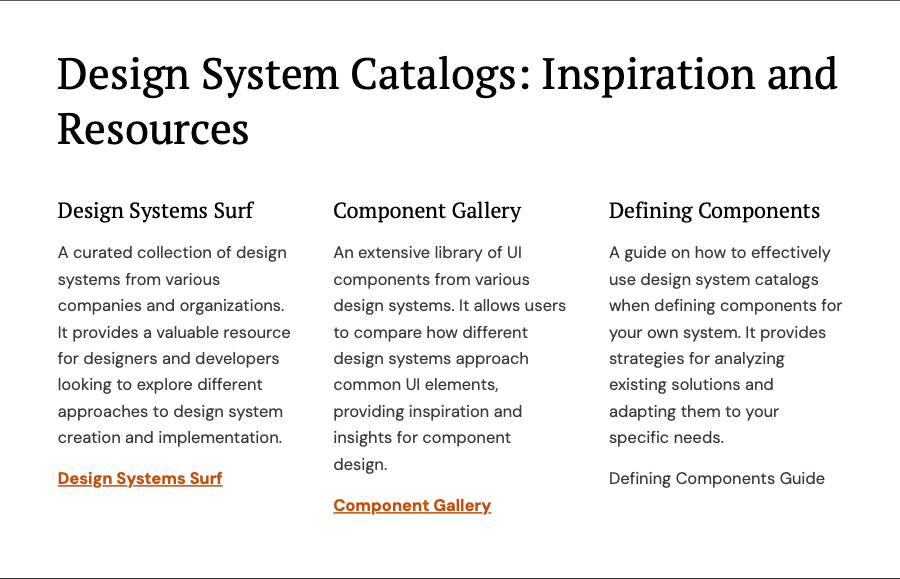 Design System Catalogs: Inspiration and
Resources
Design Systems Surf
A curated collection of design
systems from various
companies and organizations.
It provides a valuable resource
for designers and developers
looking to explore different
approaches to design system
creation and implementation.
Design Systems Surf
Component Gallery
An extensive library of UI
components from various
design systems. It allows users
to compare how different
design systems approach
common UI elements,
providing inspiration and
insights for component
design.
Component Gallery
Defining Components
A guide on how to effectively
use design system catalogs
when defining components for
your own system. It provides
strategies for analyzing
existing solutions and
adapting them to your
specific needs.
Defining Components Guide